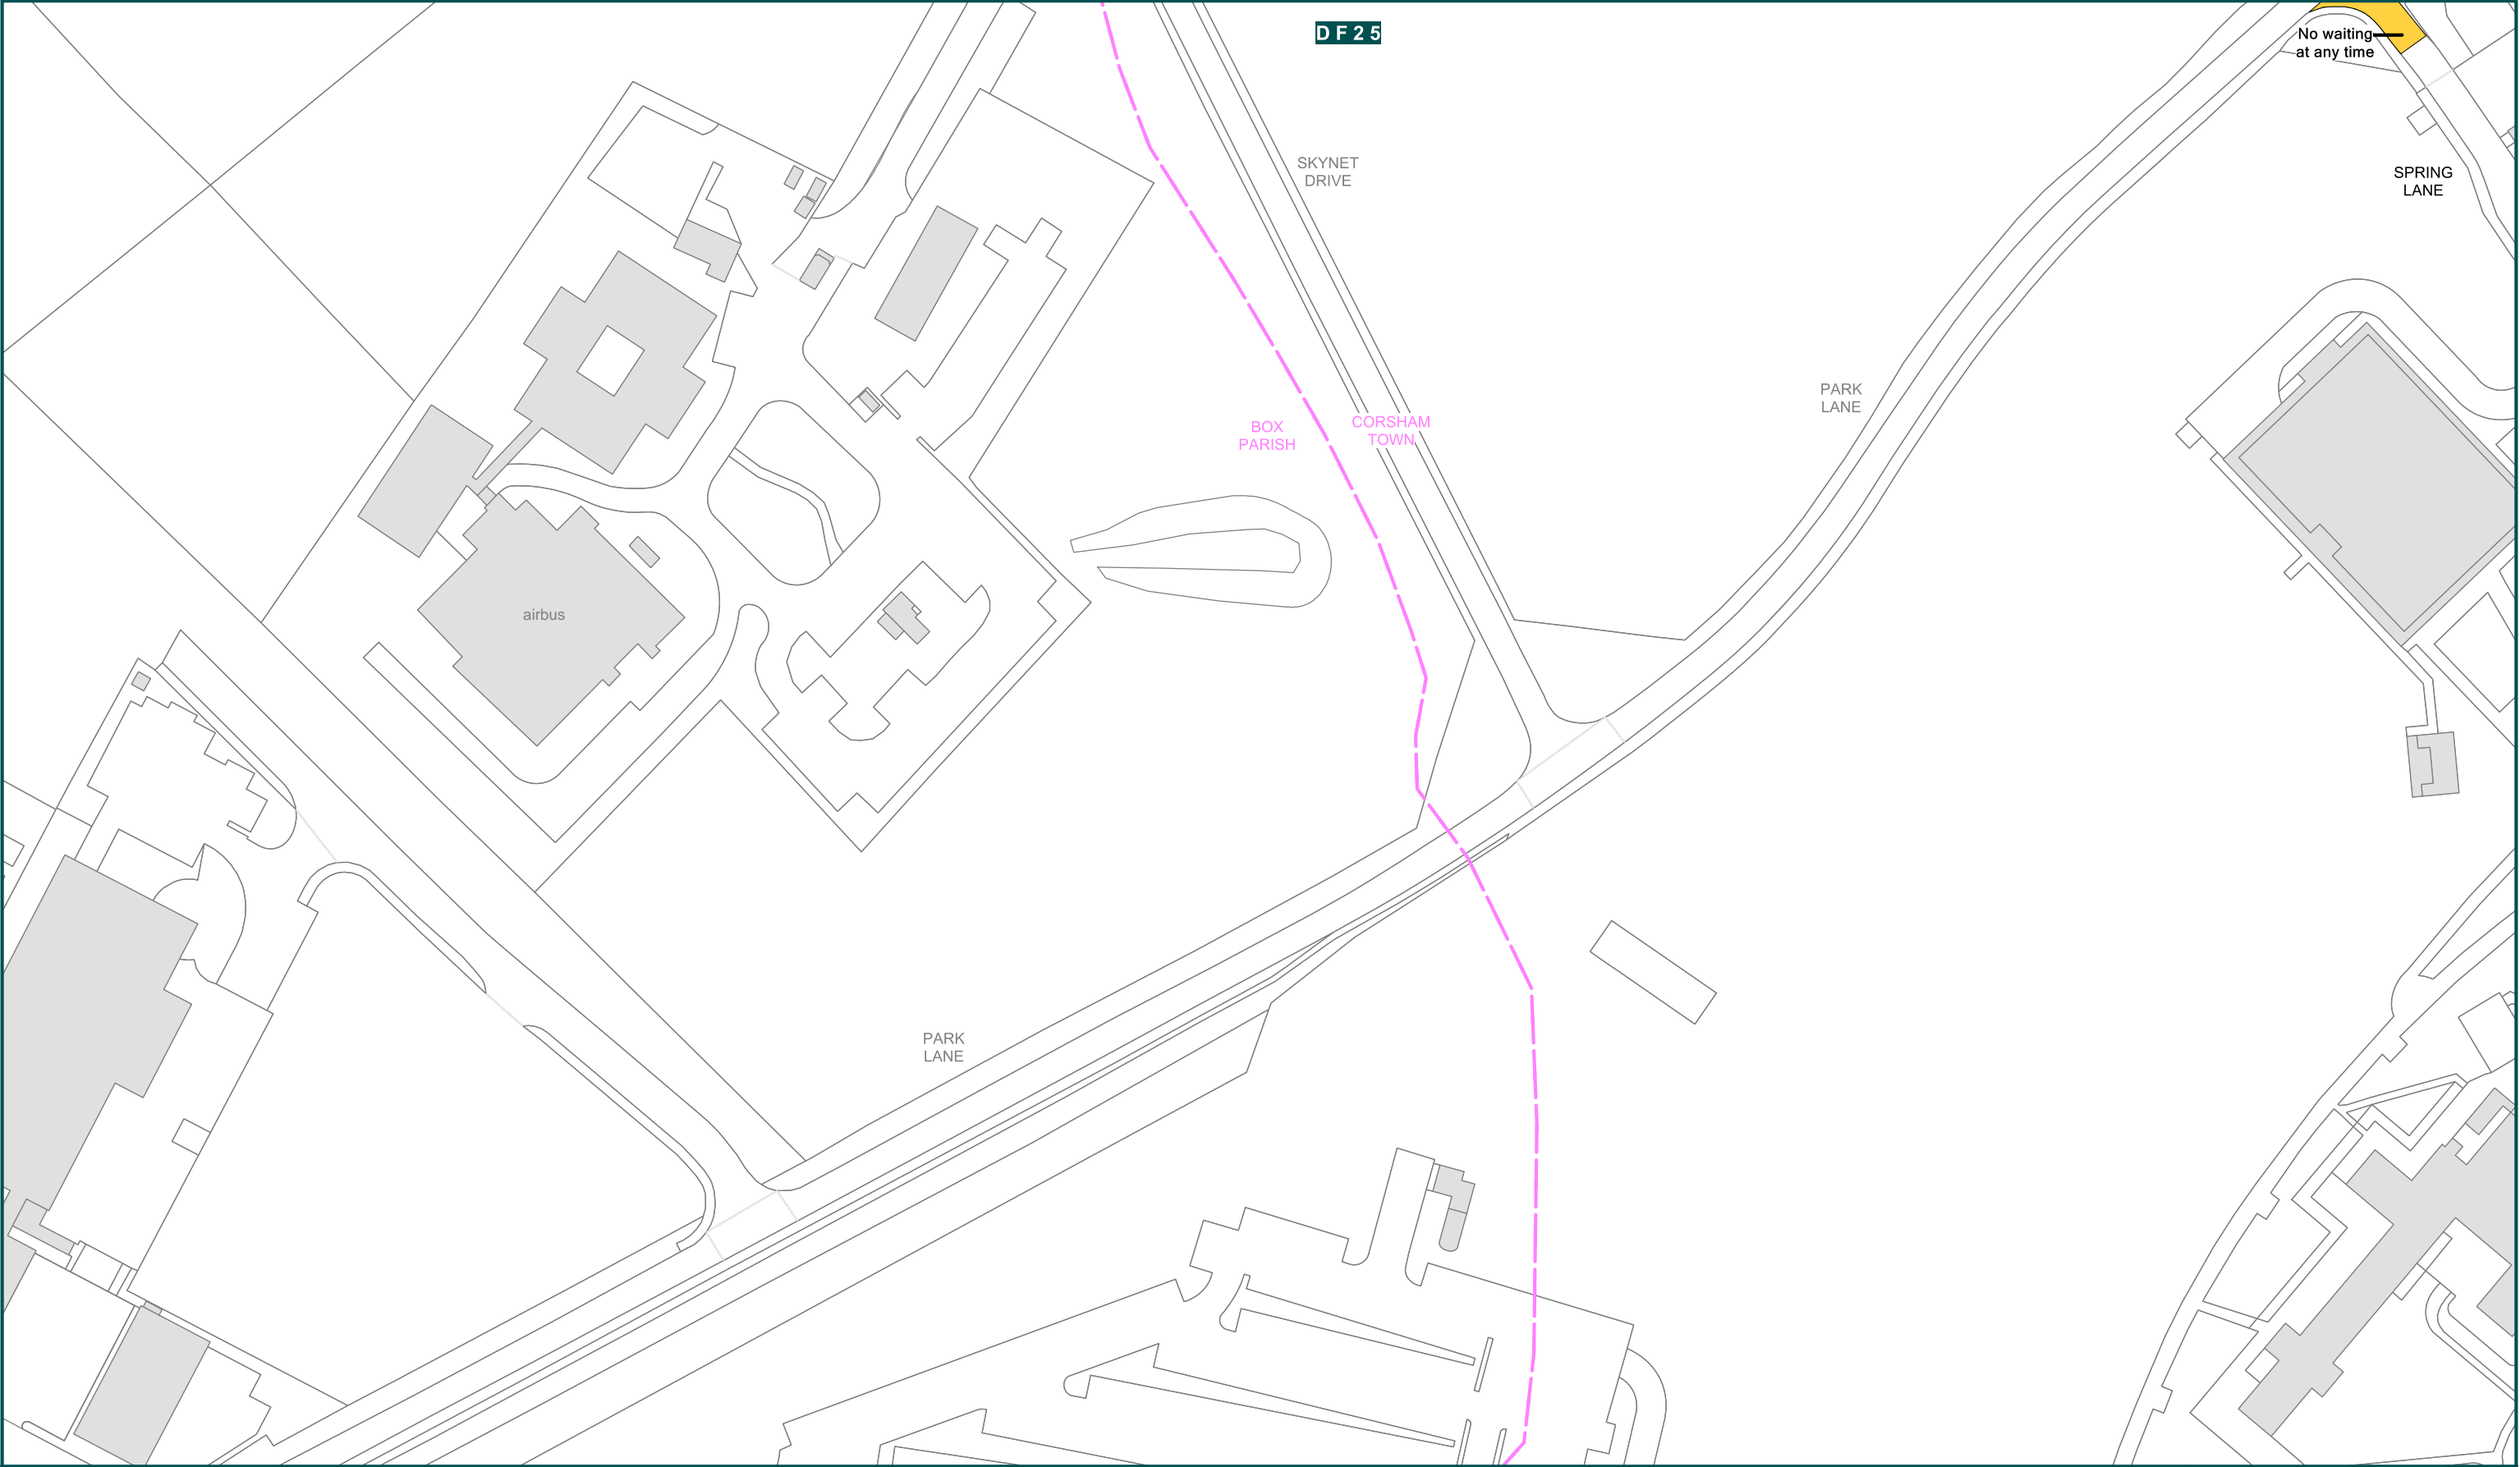 D F 2 5
No waiting
at any time
SKYNET
DRIVE
SPRING
LANE
PARK
LANE
BOX
PARISH
CORSHAM
TOWN
airbus
PARK
LANE